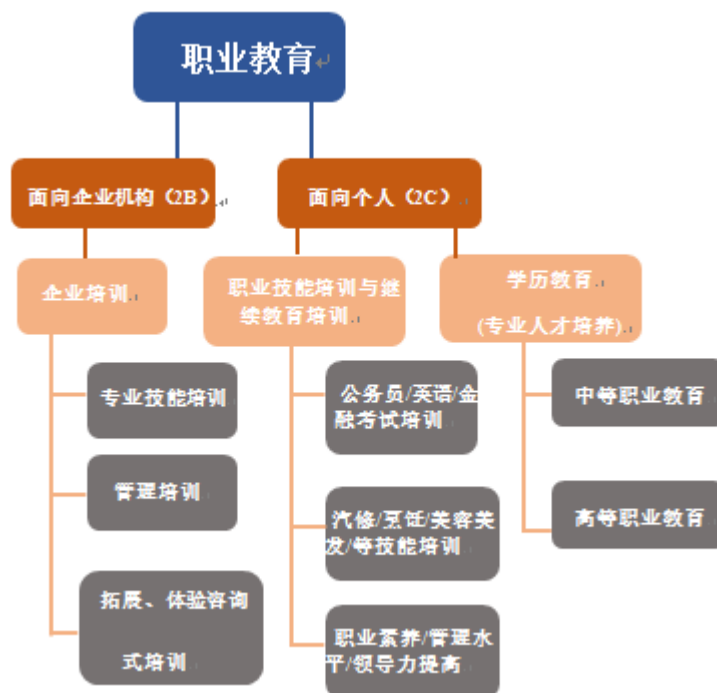 职业教育
面向企业机构（2B）
面向个人（2C）
企业培训
职业技能培训与继
续教育培训
学历教育
(专业人才培养)
专业技能培训
管理培训
拓展、体验咨询
式培训
公务员/英语/金
融考试培训
汽修/烹饪/美容美
发/等技能培训
职业素养/管理水
平/领导力提高
中等职业教育
高等职业教育